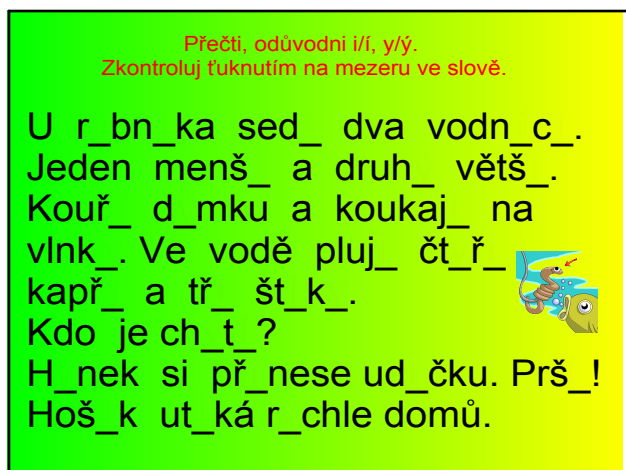 Přečti, odůvodni i/í, y/ý.
Zkontroluj ťuknutím na mezeru ve slově.
U r_bn_ka sed_ dva vodn_c_.
Jeden menš_ a druh_ větš_.
Kouř_ d_mku a koukaj_ na
vlnk_. Ve vodě pluj_ čt_ř_
kapř_ a tř_ št_k_.
Kdo je ch_t_?
H_nek si př_nese ud_čku. Prš_!
Hoš_k ut_ká r_chle domů.